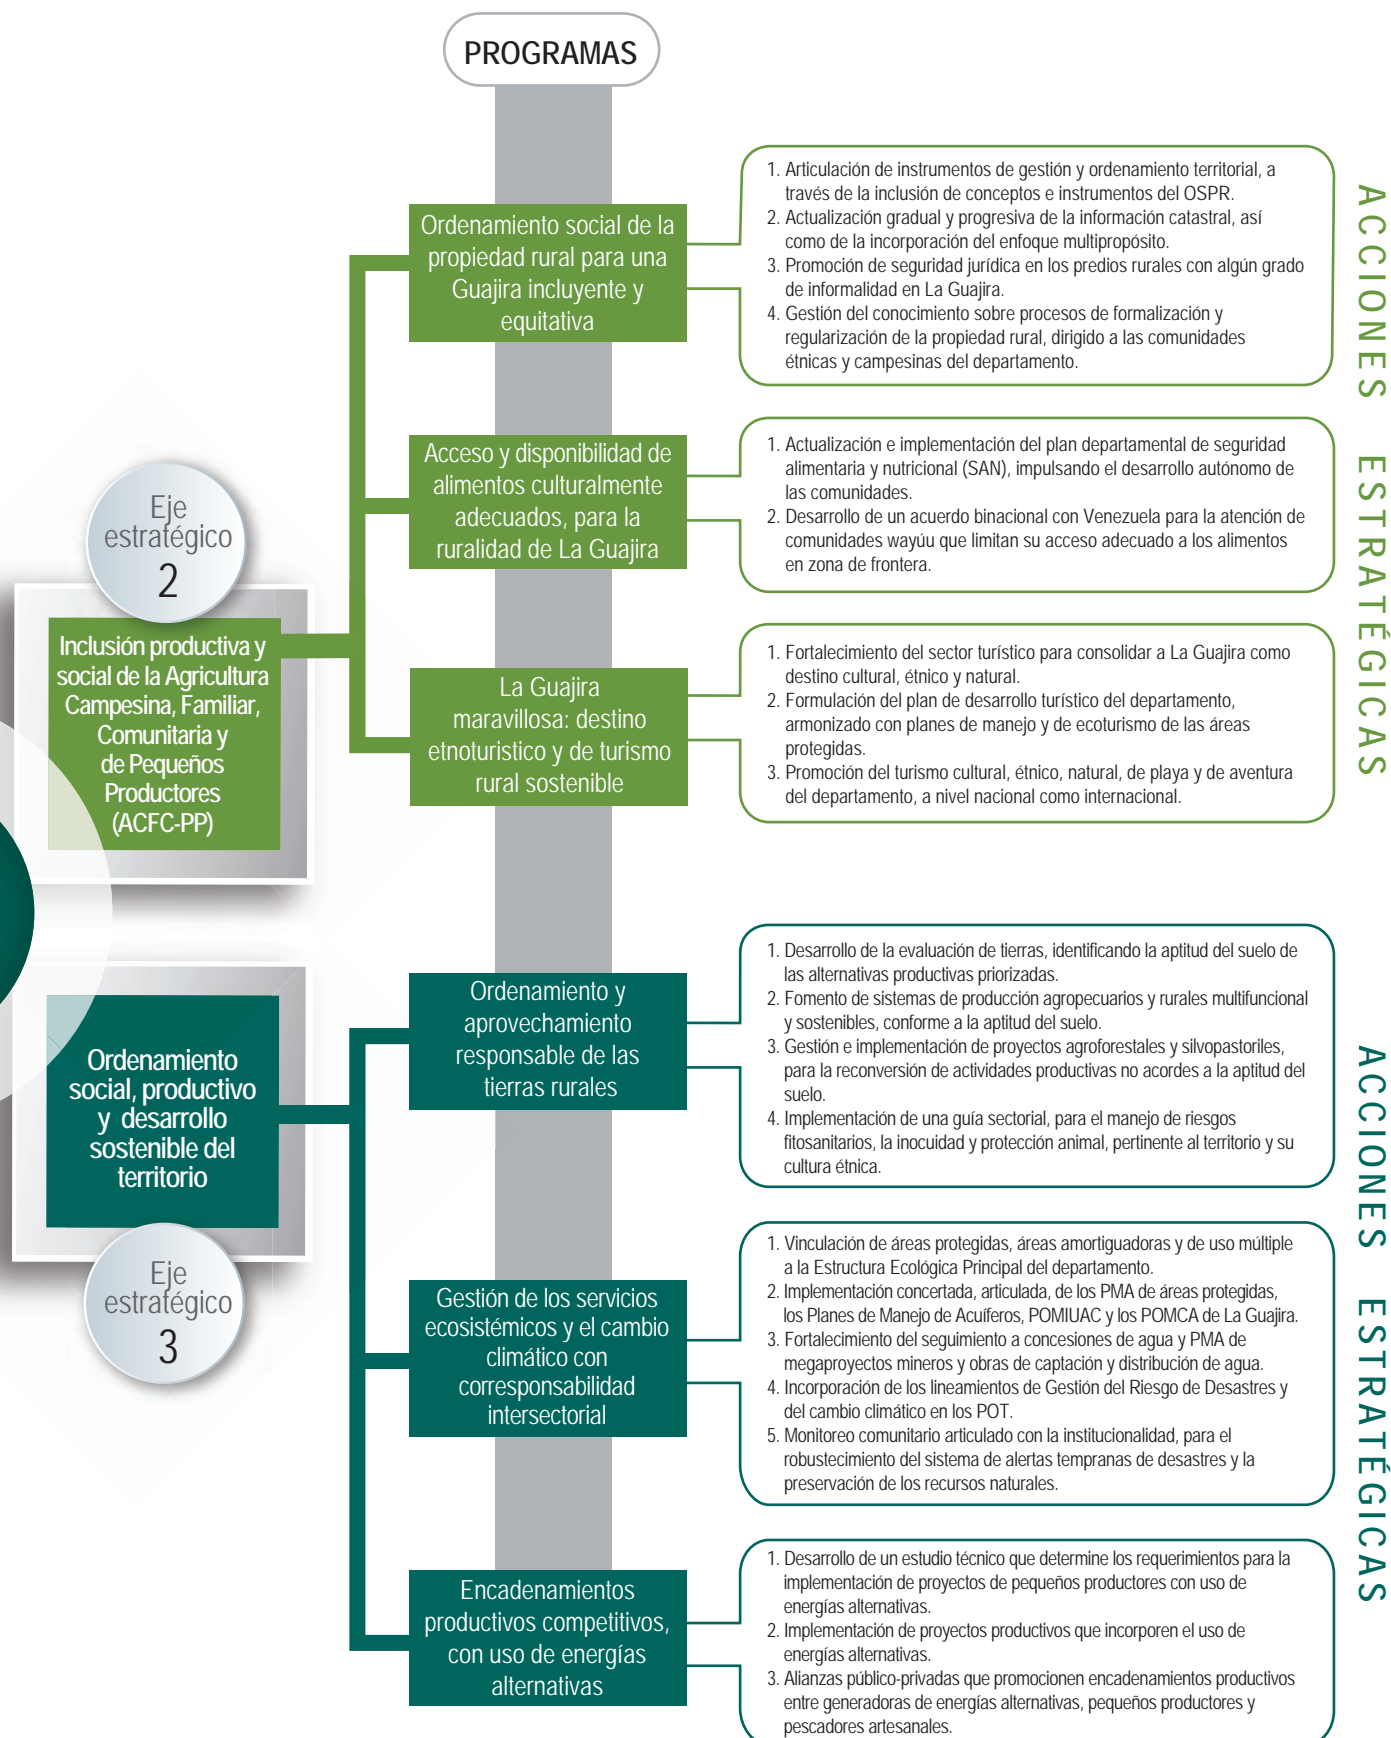 PROGRAMAS
Eje
estratégico
2
Inclusión productiva y
social de la Agricultura
Campesina, Familiar,
Comunitaria y
de Pequeños
Productores
(ACFC-PP)
Ordenamiento social de la
propiedad rural para una
Guajira incluyente y
equitativa
1. Articulación de instrumentos de gestión y ordenamiento territorial, a
través de la inclusión de conceptos e instrumentos del OSPR.
2. Actualización gradual y progresiva de la información catastral, así
como de la incorporación del enfoque multipropósito.
3. Promoción de seguridad jurídica en los predios rurales con algún grado
de informalidad en La Guajira.
4. Gestión del conocimiento sobre procesos de formalización y
regularización de la propiedad rural, dirigido a las comunidades
étnicas y campesinas del departamento.
Acceso y disponibilidad de
alimentos culturalmente
adecuados, para la
ruralidad de La Guajira
1. Actualización e implementación del plan departamental de seguridad
alimentaria y nutricional (SAN), impulsando el desarrollo autónomo de
las comunidades.
2. Desarrollo de un acuerdo binacional con Venezuela para la atención de
comunidades wayúu que limitan su acceso adecuado a los alimentos
en zona de frontera.
La Guajira
maravillosa: destino
etnoturistico y de turismo
rural sostenible
1. Fortalecimiento del sector turístico para consolidar a La Guajira como
destino cultural, étnico y natural.
2. Formulación del plan de desarrollo turístico del departamento,
armonizado con planes de manejo y de ecoturismo de las áreas
protegidas.
3. Promoción del turismo cultural, étnico, natural, de playa y de aventura
del departamento, a nivel nacional como internacional.
ACCIONES ESTRATÉGICAS
Ordenamiento
social, productivo
y desarrollo
sostenible del
territorio
Eje
estratégico
3
Ordenamiento y
aprovechamiento
responsable de las
tierras rurales
1. Desarrollo de la evaluación de tierras, identificando la aptitud del suelo de
las alternativas productivas priorizadas.
2. Fomento de sistemas de producción agropecuarios y rurales multifuncional
y sostenibles, conforme a la aptitud del suelo.
3. Gestión e implementación de proyectos agroforestales y silvopastoriles,
para la reconversión de actividades productivas no acordes a la aptitud del
suelo.
4. Implementación de una guía sectorial, para el manejo de riesgos
fitosanitarios, la inocuidad y protección animal, pertinente al territorio y su
cultura étnica.
Gestión de los servicios
ecosistémicos y el cambio
climático con
corresponsabilidad
intersectorial
1. Vinculación de áreas protegidas, áreas amortiguadoras y de uso múltiple
a la Estructura Ecológica Principal del departamento.
2. Implementación concertada, articulada, de los PMA de áreas protegidas,
los Planes de Manejo de Acuíferos, POMIUAC y los POMCA de La Guajira.
3. Fortalecimiento del seguimiento a concesiones de agua y PMA de
megaproyectos mineros y obras de captación y distribución de agua.
4. Incorporación de los lineamientos de Gestión del Riesgo de Desastres y
del cambio climático en los POT.
5. Monitoreo comunitario articulado con la institucionalidad, para el
robustecimiento del sistema de alertas tempranas de desastres y la
preservación de los recursos naturales.
Encadenamientos
productivos competitivos,
con uso de energías
alternativas
1. Desarrollo de un estudio técnico que determine los requerimientos para la
implementación de proyectos de pequeños productores con uso de
energías alternativas.
2. Implementación de proyectos productivos que incorporen el uso de
energías alternativas.
3. Alianzas público-privadas que promocionen encadenamientos productivos
entre generadoras de energías alternativas, pequeños productores y
pescadores artesanales.
ACCIONES ESTRATÉGICAS